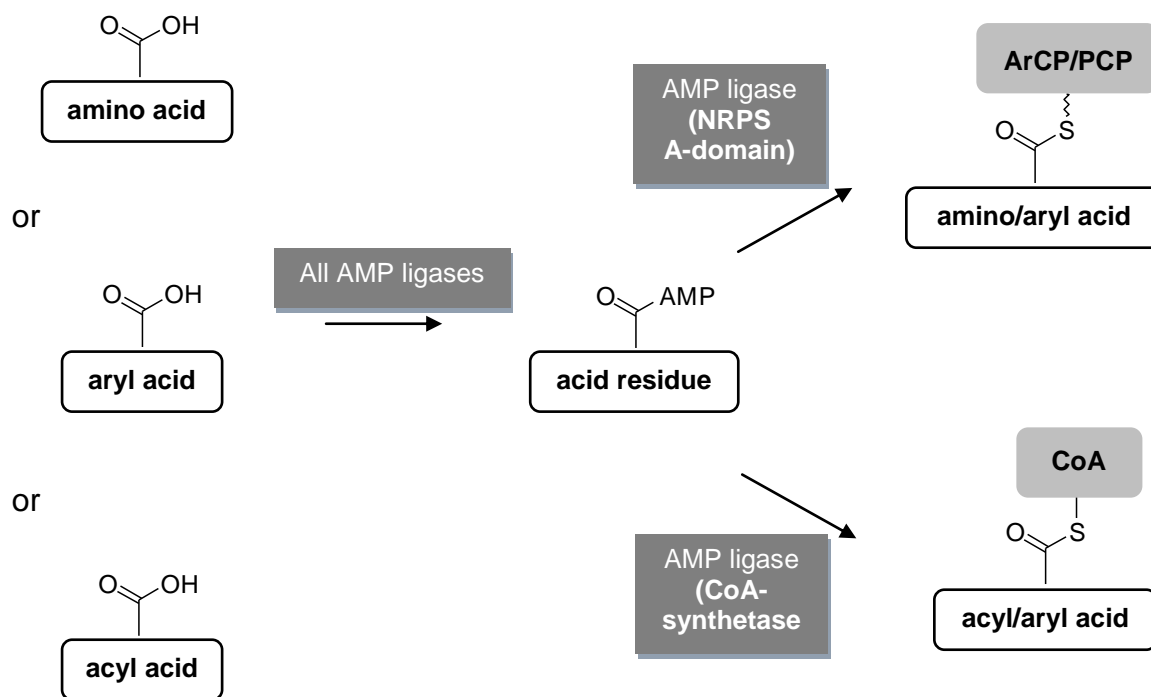 O
OH
amino acid
or
O
OH
aryl acid
or
O
OH
acyl acid
All AMP ligases
O
AMP
acid residue
AMP ligase
(NRPS
A-domain)
ArCP/PCP
O
S
amino/aryl acid
AMP ligase
(CoA-
synthetase
CoA
O
S
acyl/aryl acid